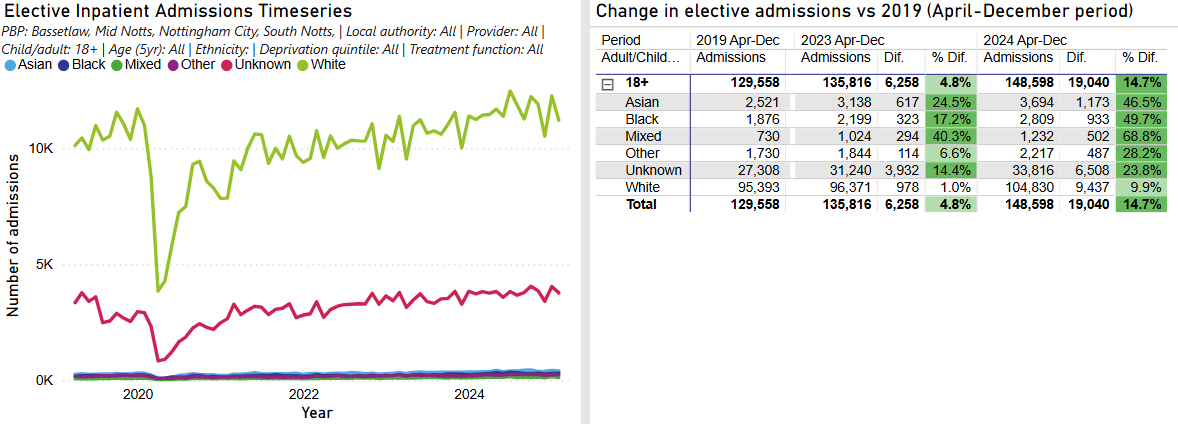 Elective Inpatient Admissions Timeseries
PBP: Bassetlaw, Mid Notts, Nottingham City, South Notts, | Local authority: All | Provider: All |
Child/adult: 18+ | Age (5yr): All | Ethnicity: | Deprivation quintile: All | Treatment function: All
Asian Black Mixed Other Unknown White
Number of admissions
10K
5K
0K
2020 2022 2024
Year
Change in elective admissions vs 2019 (April-December period)
Period 2019 Apr-Dec 2023 Apr-Dec 2024 Apr-Dec
Adult/Child... Admissions Admissions Dif. % Dif. Admissions Dif. % Dif.
18+ 129,558 135,816 6,258 4.8% 148,598 19,040 14.7%
Asian 2,521 3,138 617 24.5% 3,694 1,173 46.5%
Black 1,876 2,199 323 17.2% 2,809 933 49.7%
Mixed 730 1,024 294 40.3% 1,232 502 68.8%
Other 1,730 1,844 114 6.6% 2,217 487 28.2%
Unknown 27,308 31,240 3,932 14.4% 33,816 6,508 23.8%
White 95,393 96,371 978 1.0% 104,830 9,437 9.9%
Total 129,558 135,816 6,258 4.8% 148,598 19,040 14.7%